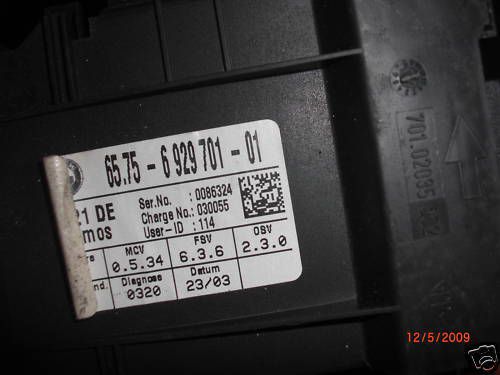 65.75 - 6 929 701 - 01
21 DE
mos
Ser.No. : 0086324
Charge No.: 030055
User-ID : 114
MCV
FSV
OSV
0.5.34
6.3.6
2.3.0
nd.
Diagnose
Datum
0320
23/03
701.02035
12/5/2009